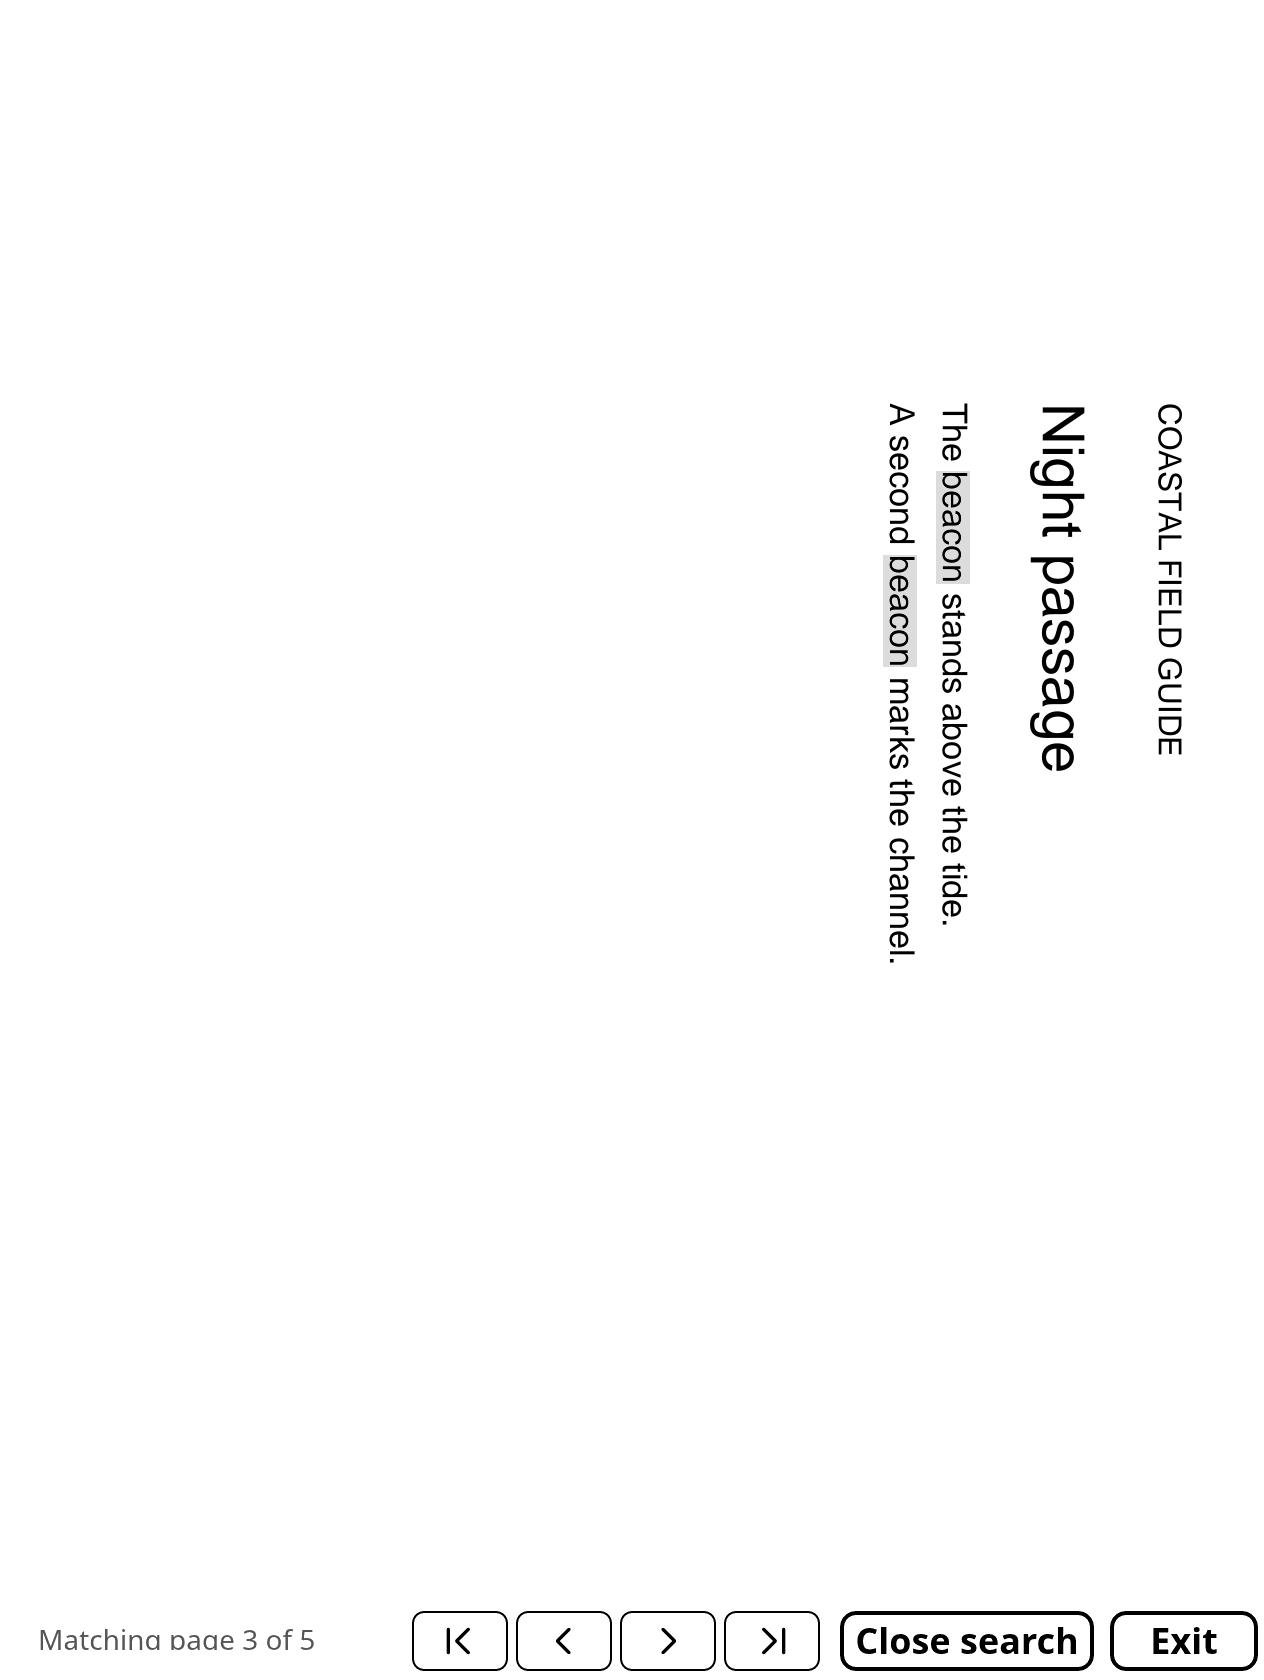 COASTAL FIELD GUIDE
Night passage
The beacon stands above the tide.
A second beacon marks the channel.
Matching page 3 of 5
Close search
Exit